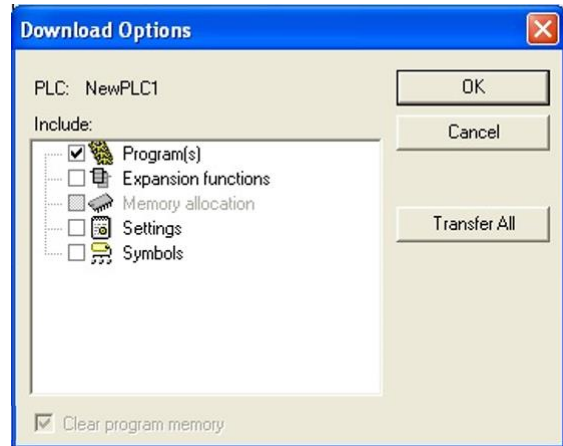 Download Options
PLC: NewPLC1
OK
Include:
Cancel
Program(s)
Expansion functions
Memory allocation
Settings
Transfer All
Symbols
Clear program memory